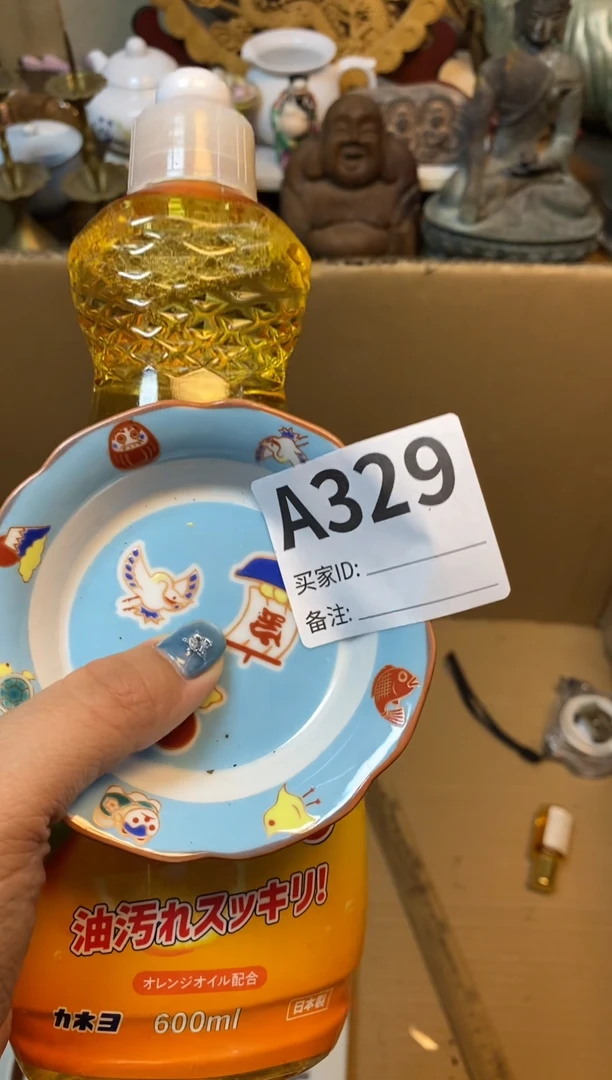 A329
买家ID:
备注:
油汚れスッキリ!
オレンジオイル配合
カネヨ 600ml 日本製